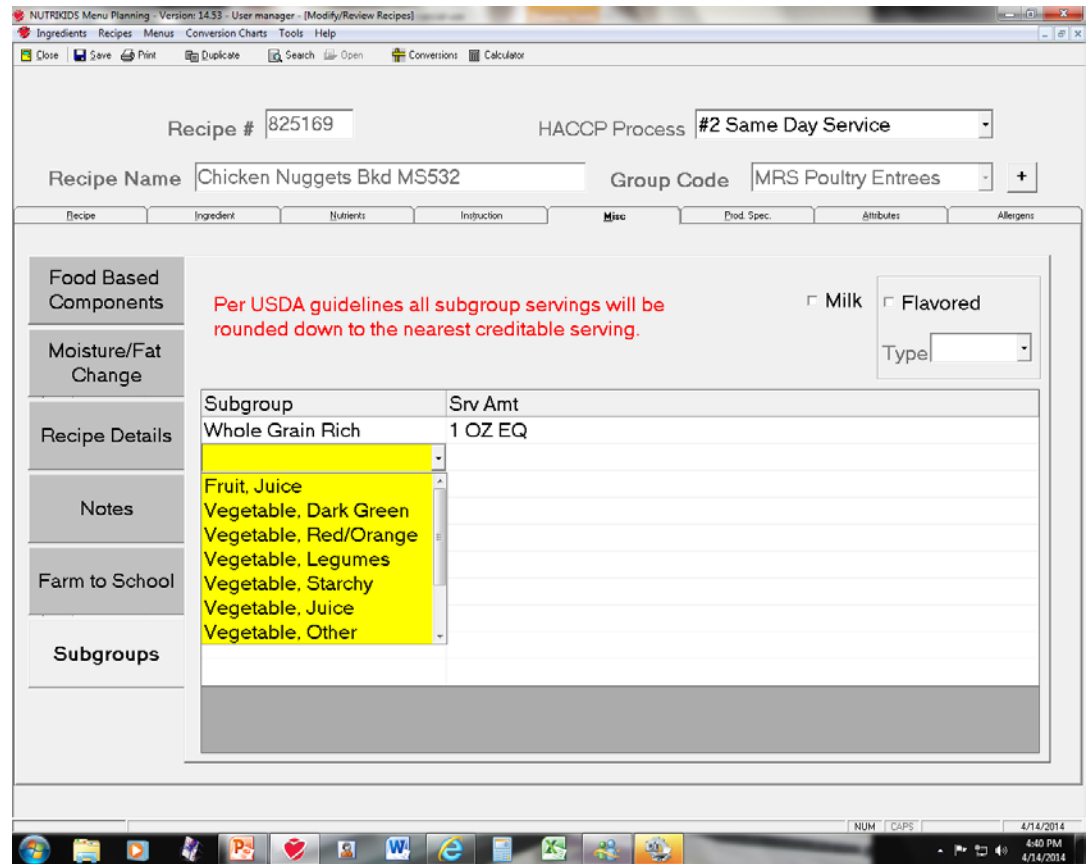 NUTRIKIDS Menu Planning - Version: 14.53 - User manager - [Modify/Review Recipes]
Ingredients Recipes Menus Conversion Charts Tools Help
Close Save Print Duplicate Search Open Conversions Calculator
Recipe # 825169 HACCP Process #2 Same Day Service
Recipe Name Chicken Nuggets Bkd MS532 Group Code MRS Poultry Entrees +
Recipe Ingredient Nutrients Instruction Misc Prod. Spec. Attributes Allergens
Food Based
Components
Moisture/Fat
Change
Recipe Details
Notes
Farm to School
Subgroups
Per USDA guidelines all subgroup servings will be
rounded down to the nearest creditable serving.
Milk Flavored
Type
Subgroup Srv Amt
Whole Grain Rich 1 OZ EQ
Fruit, Juice
Vegetable, Dark Green
Vegetable, Red/Orange
Vegetable, Legumes
Vegetable, Starchy
Vegetable, Juice
Vegetable, Other
NUM CAPS 4/14/2014
4:40 PM
4/14/2014